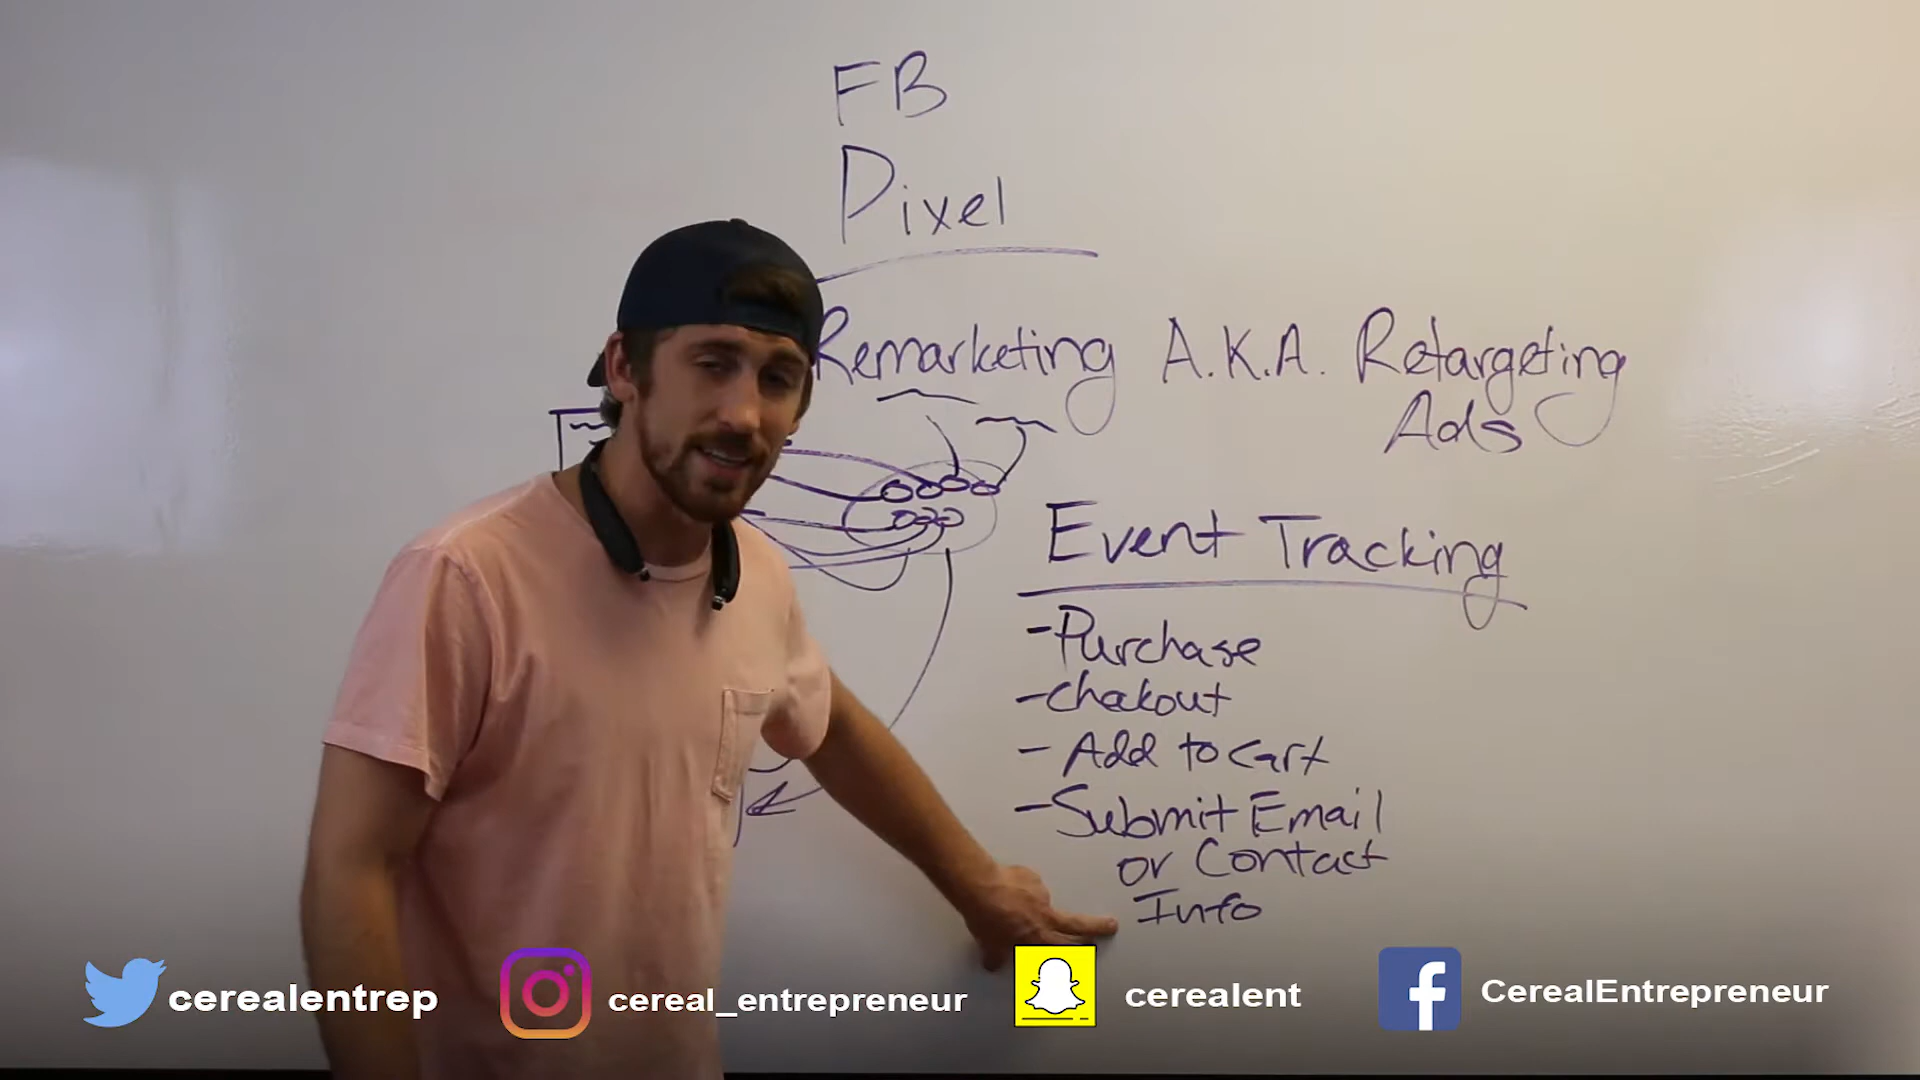 FB
Pixel
Remarketing A.K.A. Retargeting
Ads
Event Tracking
- Purchase
- Chekout
- Add to Cart
- Submit Email
or Contact
Info
cerealentrep
cereal_entrepreneur
cerealent
CerealEntrepreneur